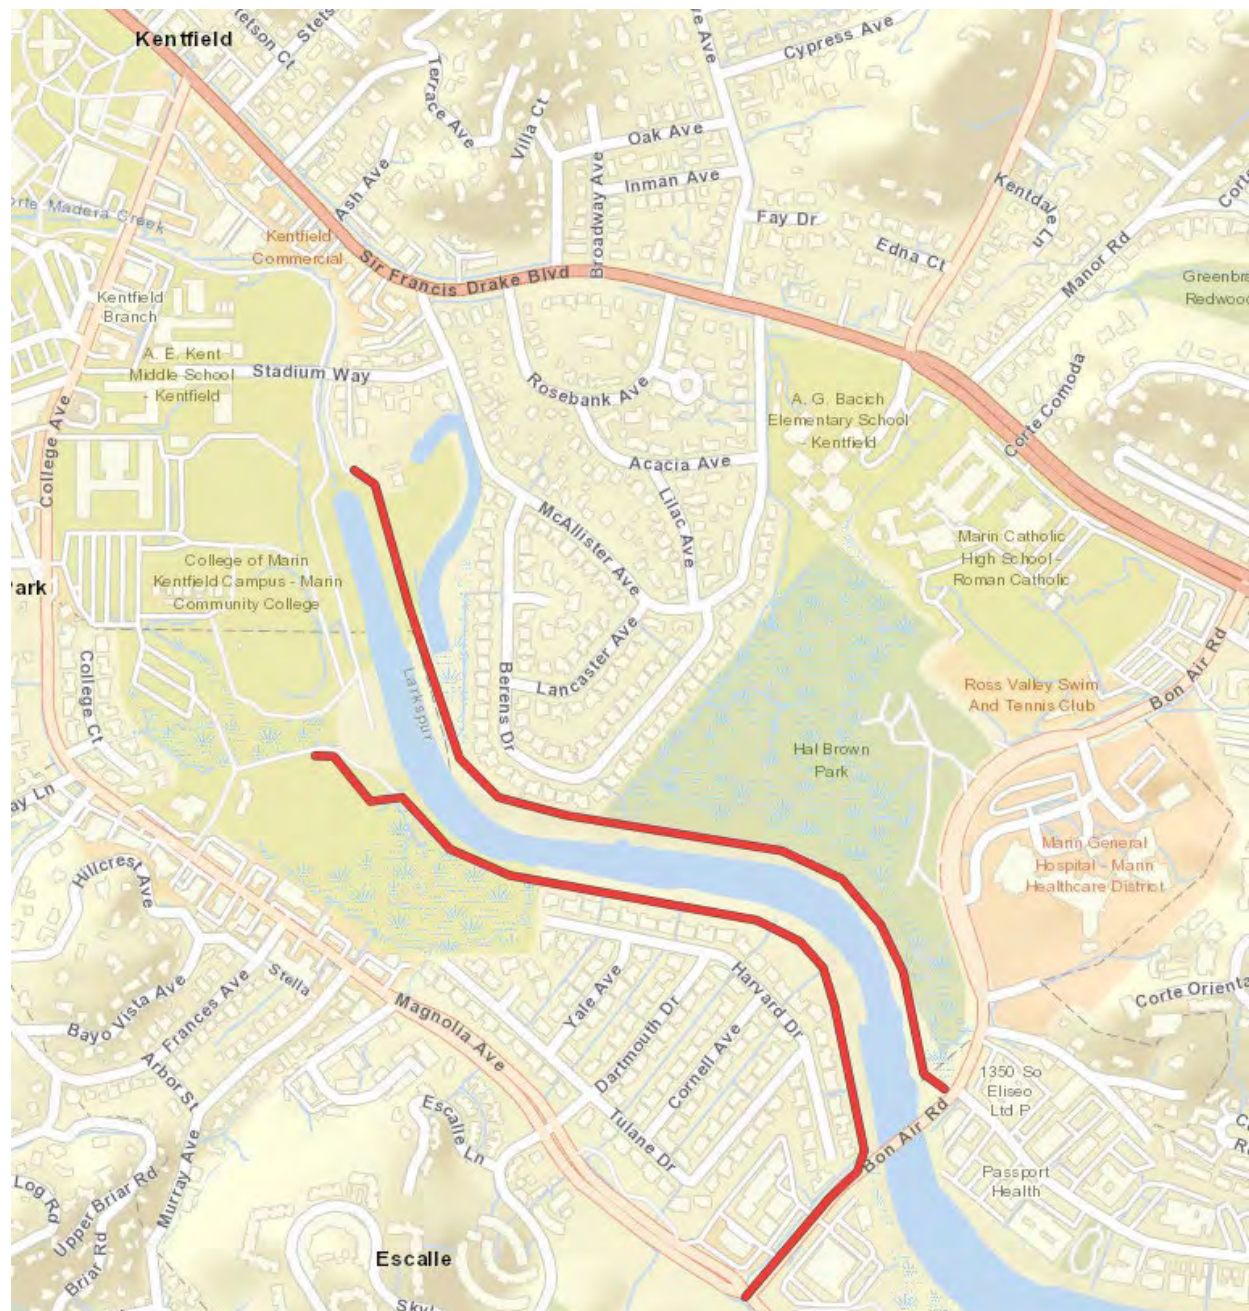 Kentfield
Stetson Ct
Terrace Ave
Villa Ct
Cypress Ave
Oak Ave
Broadway Ave
Inman Ave
Ash Ave
Fay Dr
Edna Ct
Kentdale Ln
Manor Rd
Corte
Kentfield
Commercial
Sir Francis Drake Blvd
Greenbra
Redwood
orte Madera Creek
Kentfield
Branch
A. E. Kent
Middle School
- Kentfield
Stadium Way
College Ave
Rosebank Ave
A. G. Bacich
Elementary School
- Kentfield
Corte Comoda
Acacia Ave
Lilac Ave
McAllister Ave
Marin Catholic
High School -
Roman Catholic
College of Marin
Kentfield Campus - Marin
Community College
ark
College Ct
Larkspur
Berens Dr
Lancaster Ave
Ross Valley Swim
And Tennis Club
Bon Air Rd
Hal Brown
Park
Marin General
Hospital - Marin
Healthcare District
ay Ln
Hillcrest Ave
Stella
Frances Ave
Bayo Vista Ave
Magnolia Ave
Yale Ave
Harvard Dr
Dartmouth Dr
Cornell Ave
Corte Orienta
Arbor St
Escalle Ln
Tulane Dr
Bon Air Rd
1350 So
Eliseo
Ltd P
Passport
Health
Murray Ave
Upper Briar Rd
Log Rd
Briar Rd
Escalle
Skyl